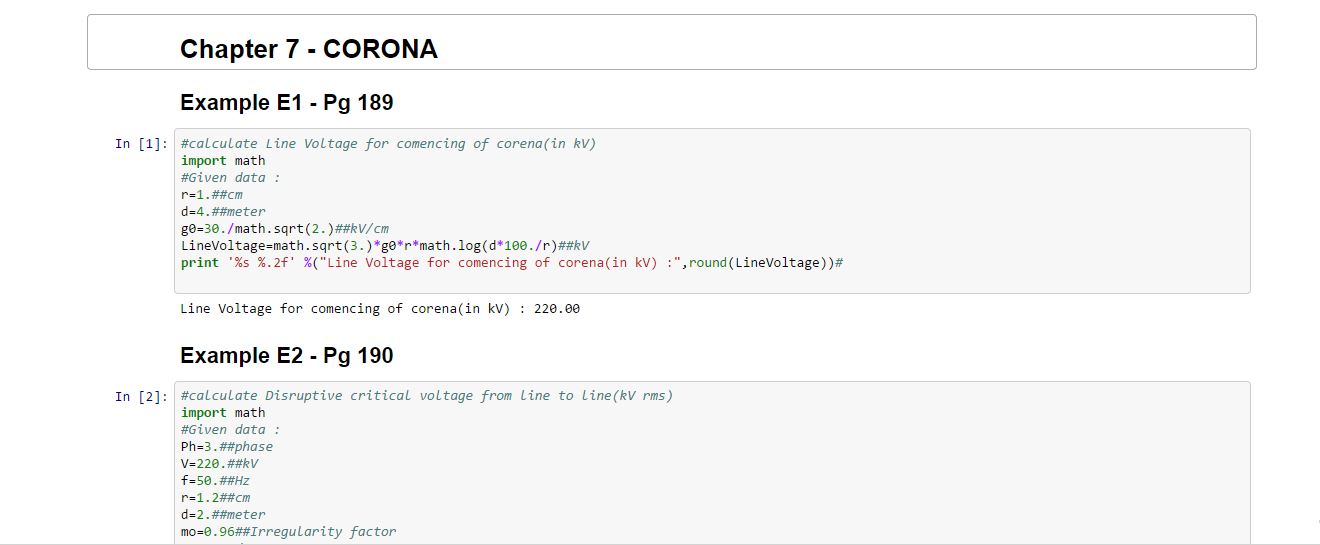 Chapter 7 - CORONA
Example E1 - Pg 189
In [1]:
#calculate Line Voltage for comencing of corena(in kV)
import math
#Given data :
r=1.##cm
d=4.##meter
g0=30./math.sqrt(2.)##kV/cm
LineVoltage=math.sqrt(3.)*g0*r*math.log(d*100./r)##kV
print '%s %.2f' %("Line Voltage for comencing of corena(in kV) :",round(LineVoltage))#
Line Voltage for comencing of corena(in kV) : 220.00
Example E2 - Pg 190
In [2]:
#calculate Disruptive critical voltage from line to line(kV rms)
import math
#Given data :
Ph=3.##phase
V=220.##kV
f=50.##Hz
r=1.2##cm
d=2.##meter
mo=0.96##Irregularity factor